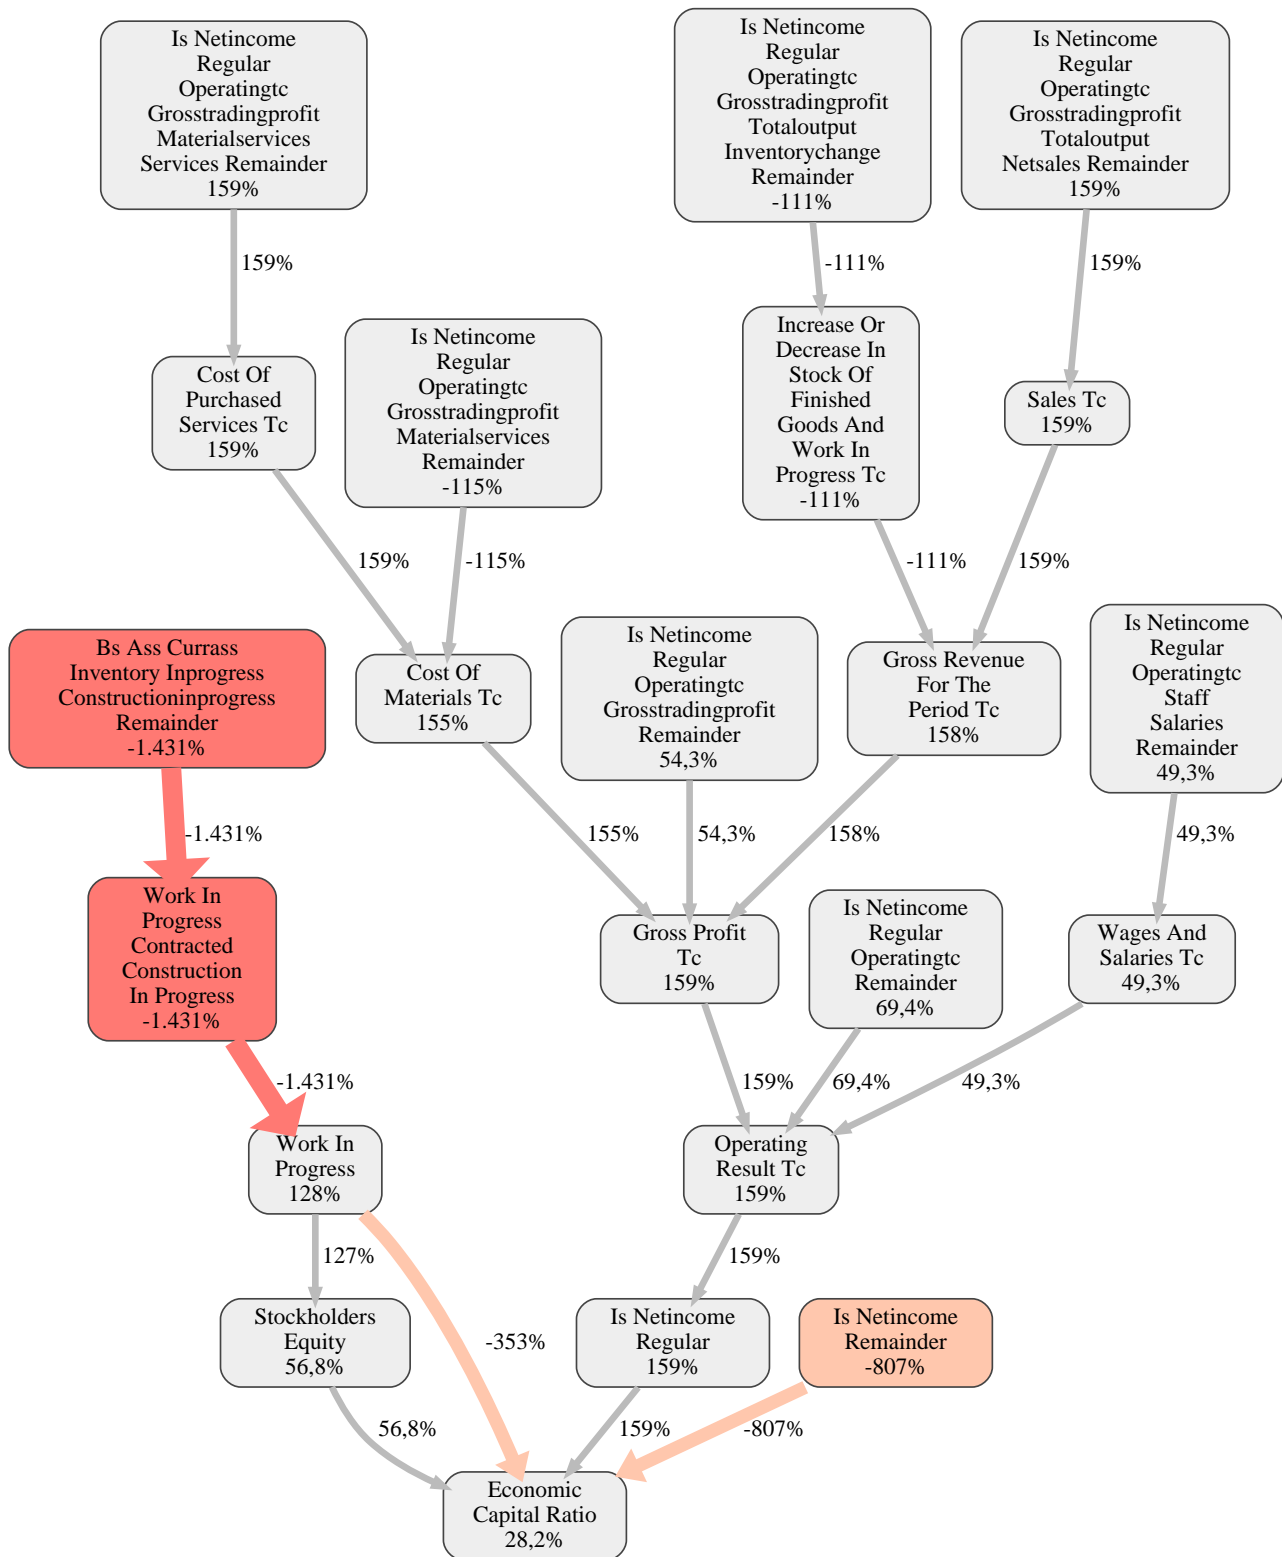 Is Netincome
Regular
Operatingtc
Grosstradingprofit
Materialservices
Services Remainder
159%
Is Netincome
Regular
Operatingtc
Grosstradingprofit
Totaloutput
Inventorychange
Remainder
-111%
Is Netincome
Regular
Operatingtc
Grosstradingprofit
Totaloutput
Netsales Remainder
159%
159%
-111%
159%
Cost Of
Purchased
Services Tc
159%
Is Netincome
Regular
Operatingtc
Grosstradingprofit
Materialservices
Remainder
-115%
Increase Or
Decrease In
Stock Of
Finished
Goods And
Work In
Progress Tc
-111%
Sales Tc
159%
159%
-115%
-111%
159%
Bs Ass Currass
Inventory Inprogress
Constructioninprogress
Remainder
-1.431%
Cost Of
Materials Tc
155%
Is Netincome
Regular
Operatingtc
Grosstradingprofit
Remainder
54,3%
Gross Revenue
For The
Period Tc
158%
Is Netincome
Regular
Operatingtc
Staff
Salaries
Remainder
49,3%
-1.431%
155%
54,3%
158%
49,3%
Work In
Progress
Contracted
Construction
In Progress
-1.431%
Gross Profit
Tc
159%
Is Netincome
Regular
Operatingtc
Remainder
69,4%
Wages And
Salaries Tc
49,3%
-1.431%
159%
69,4%
49,3%
Work In
Progress
128%
Operating
Result Tc
159%
127%
159%
Stockholders
Equity
56,8%
-353%
Is Netincome
Regular
159%
Is Netincome
Remainder
-807%
56,8%
159%
-807%
Economic
Capital Ratio
28,2%